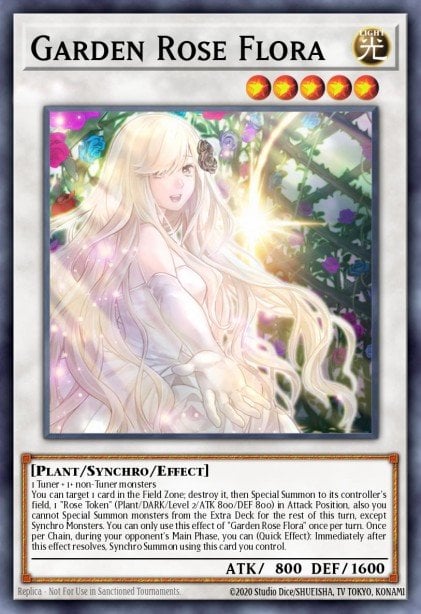 GARDEN ROSE FLORA
LIGHT
光
[PLANT/SYNCHRO/EFFECT]
1 Tuner + 1+ non-Tuner monsters
You can target 1 card in the Field Zone; destroy it, then Special Summon to its controller's
field, 1 "Rose Token" (Plant/DARK/Level 2/ATK 800/DEF 800) in Attack Position, also you
cannot Special Summon monsters from the Extra Deck for the rest of this turn, except
Synchro Monsters. You can only use this effect of "Garden Rose Flora" once per turn. Once
per Chain, during your opponent's Main Phase, you can (Quick Effect): Immediately after
this effect resolves, Synchro Summon using this card you control.
ATK/ 800 DEF/1600
Replica - Not For Use in Sanctioned Tournaments. ©2020 Studio Dice/SHUEISHA, TV TOKYO, KONAMI